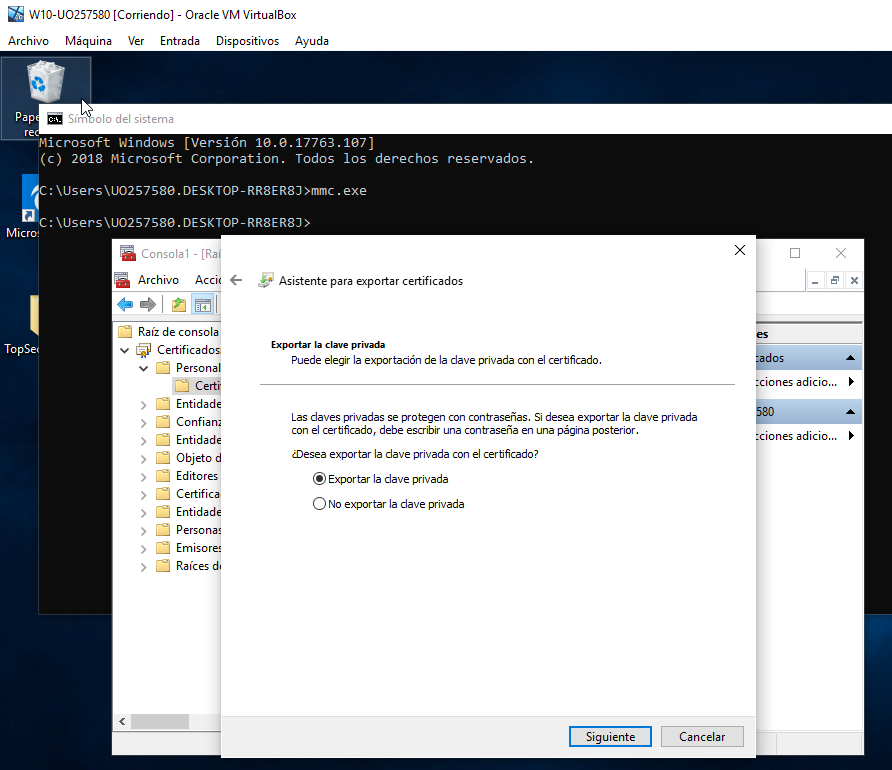 W10-UO257580 [Corriendo] - Oracle VM VirtualBox
Archivo Máquina Ver Entrada Dispositivos Ayuda
Símbolo del sistema
Microsoft Windows [Versión 10.0.17763.107]
(c) 2018 Microsoft Corporation. Todos los derechos reservados.
C:\Users\UO257580.DESKTOP-RR8ER8J>mmc.exe
C:\Users\UO257580.DESKTOP-RR8ER8J>
Pape
rec
Micros
TopSec
Consola1 - [Raí
Archivo Acció
Raíz de consola
Certificados
Personal
Certi
Entidade
Confianz
Entidade
Objeto d
Editores
Certifica
Entidade
Personas
Emisores
Raíces de
Asistente para exportar certificados
Exportar la clave privada
Puede elegir la exportación de la clave privada con el certificado.
Las claves privadas se protegen con contraseñas. Si desea exportar la clave privada
con el certificado, debe escribir una contraseña en una página posterior.
¿Desea exportar la clave privada con el certificado?
Exportar la clave privada
No exportar la clave privada
Siguiente Cancelar
es
cados
cciones adicio...
580
cciones adicio...